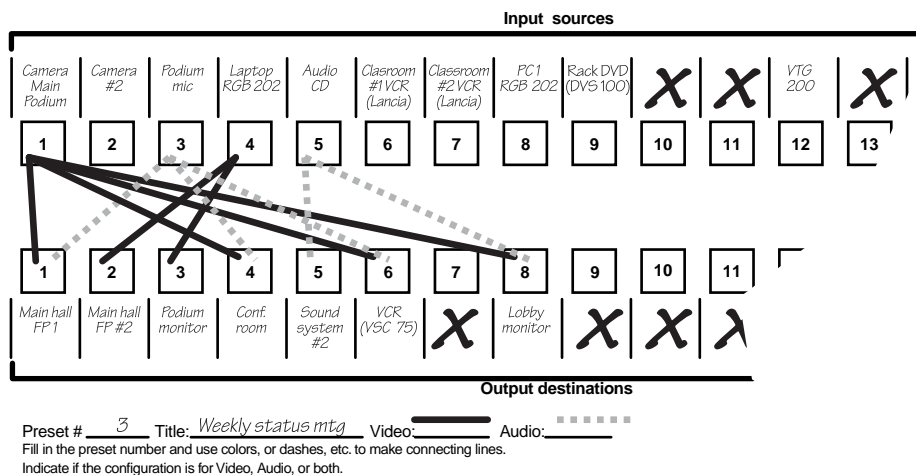 Input sources
Camera Main Podium
Camera #2
Podium mic
Laptop RGB 202
Audio CD
Clasroom #1 VCR (Lancia)
Classroom #2 VCR (Lancia)
PC1 RGB 202
Rack DVD (DVS 100)
X
X
VTG 200
X
1 2 3 4 5 6 7 8 9 10 11 12 13
1 2 3 4 5 6 7 8 9 10 11
Main hall FP 1
Main hall FP #2
Podium monitor
Conf. room
Sound system #2
VCR (VSC 75)
X
Lobby monitor
X
X
X
Output destinations
Preset # 3 Title: Weekly status mtg Video: Audio:
Fill in the preset number and use colors, or dashes, etc. to make connecting lines.
Indicate if the configuration is for Video, Audio, or both.